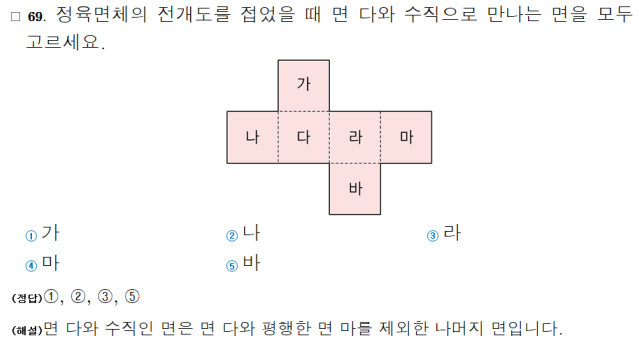 □ 69. 정육면체의 전개도를 접었을 때 면 다와 수직으로 만나는 면을 모두
고르세요.
가
나 다 라 마
바
① 가 ② 나 ③ 라
④ 마 ⑤ 바
(정답)①, ②, ③, ⑤
(해설)면 다와 수직인 면은 면 다와 평행한 면 마를 제외한 나머지 면입니다.